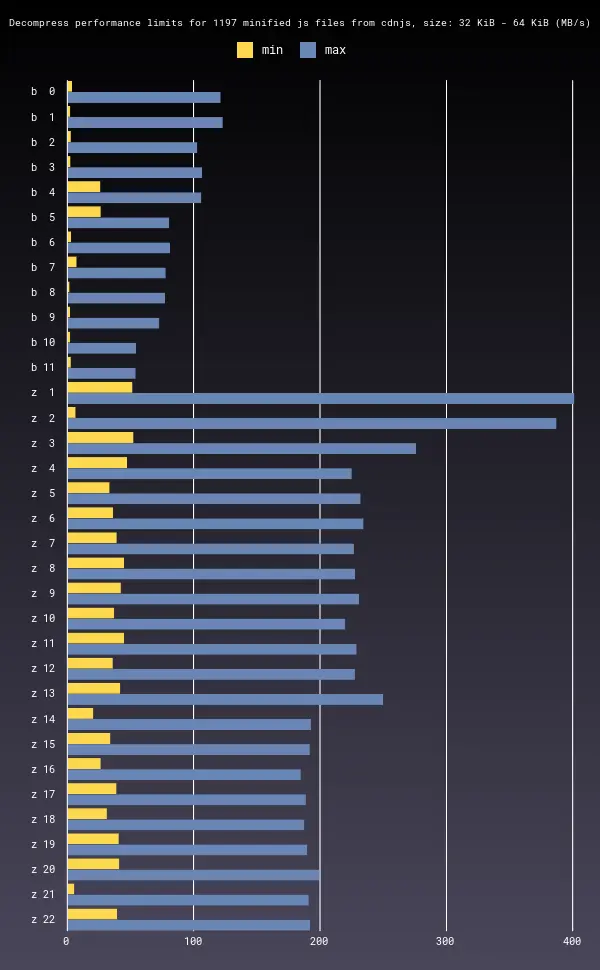 Decompress performance limits for 1197 minified js files from cdnjs, size: 32 KiB - 64 KiB (MB/s)
min max
b 0
b 1
b 2
b 3
b 4
b 5
b 6
b 7
b 8
b 9
b 10
b 11
z 1
z 2
z 3
z 4
z 5
z 6
z 7
z 8
z 9
z 10
z 11
z 12
z 13
z 14
z 15
z 16
z 17
z 18
z 19
z 20
z 21
z 22
0 100 200 300 400